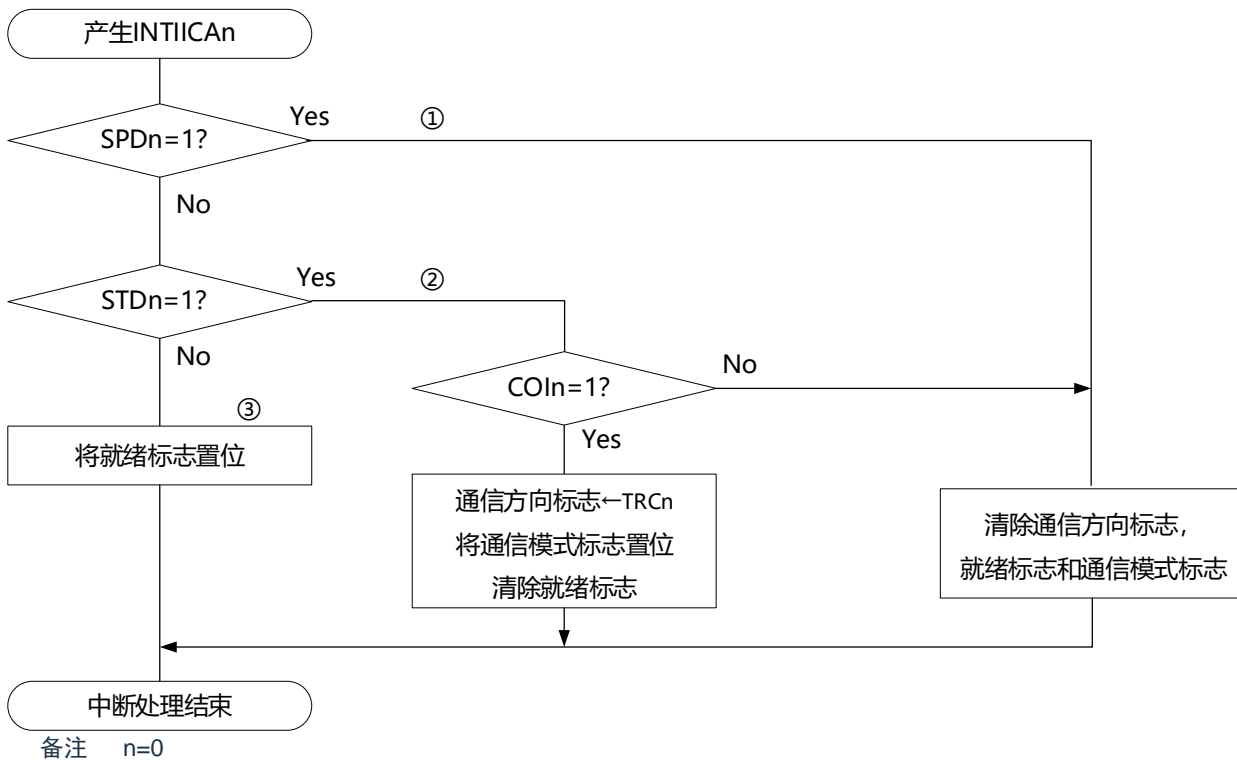 产生INTIICAn
Yes
①
SPDn=1?
No
Yes
②
STDn=1?
No
COIn=1?
No
③
Yes
将就绪标志置位
通信方向标志←TRCn
将通信模式标志置位
清除就绪标志
清除通信方向标志，
就绪标志和通信模式标志
中断处理结束
备注 n=0